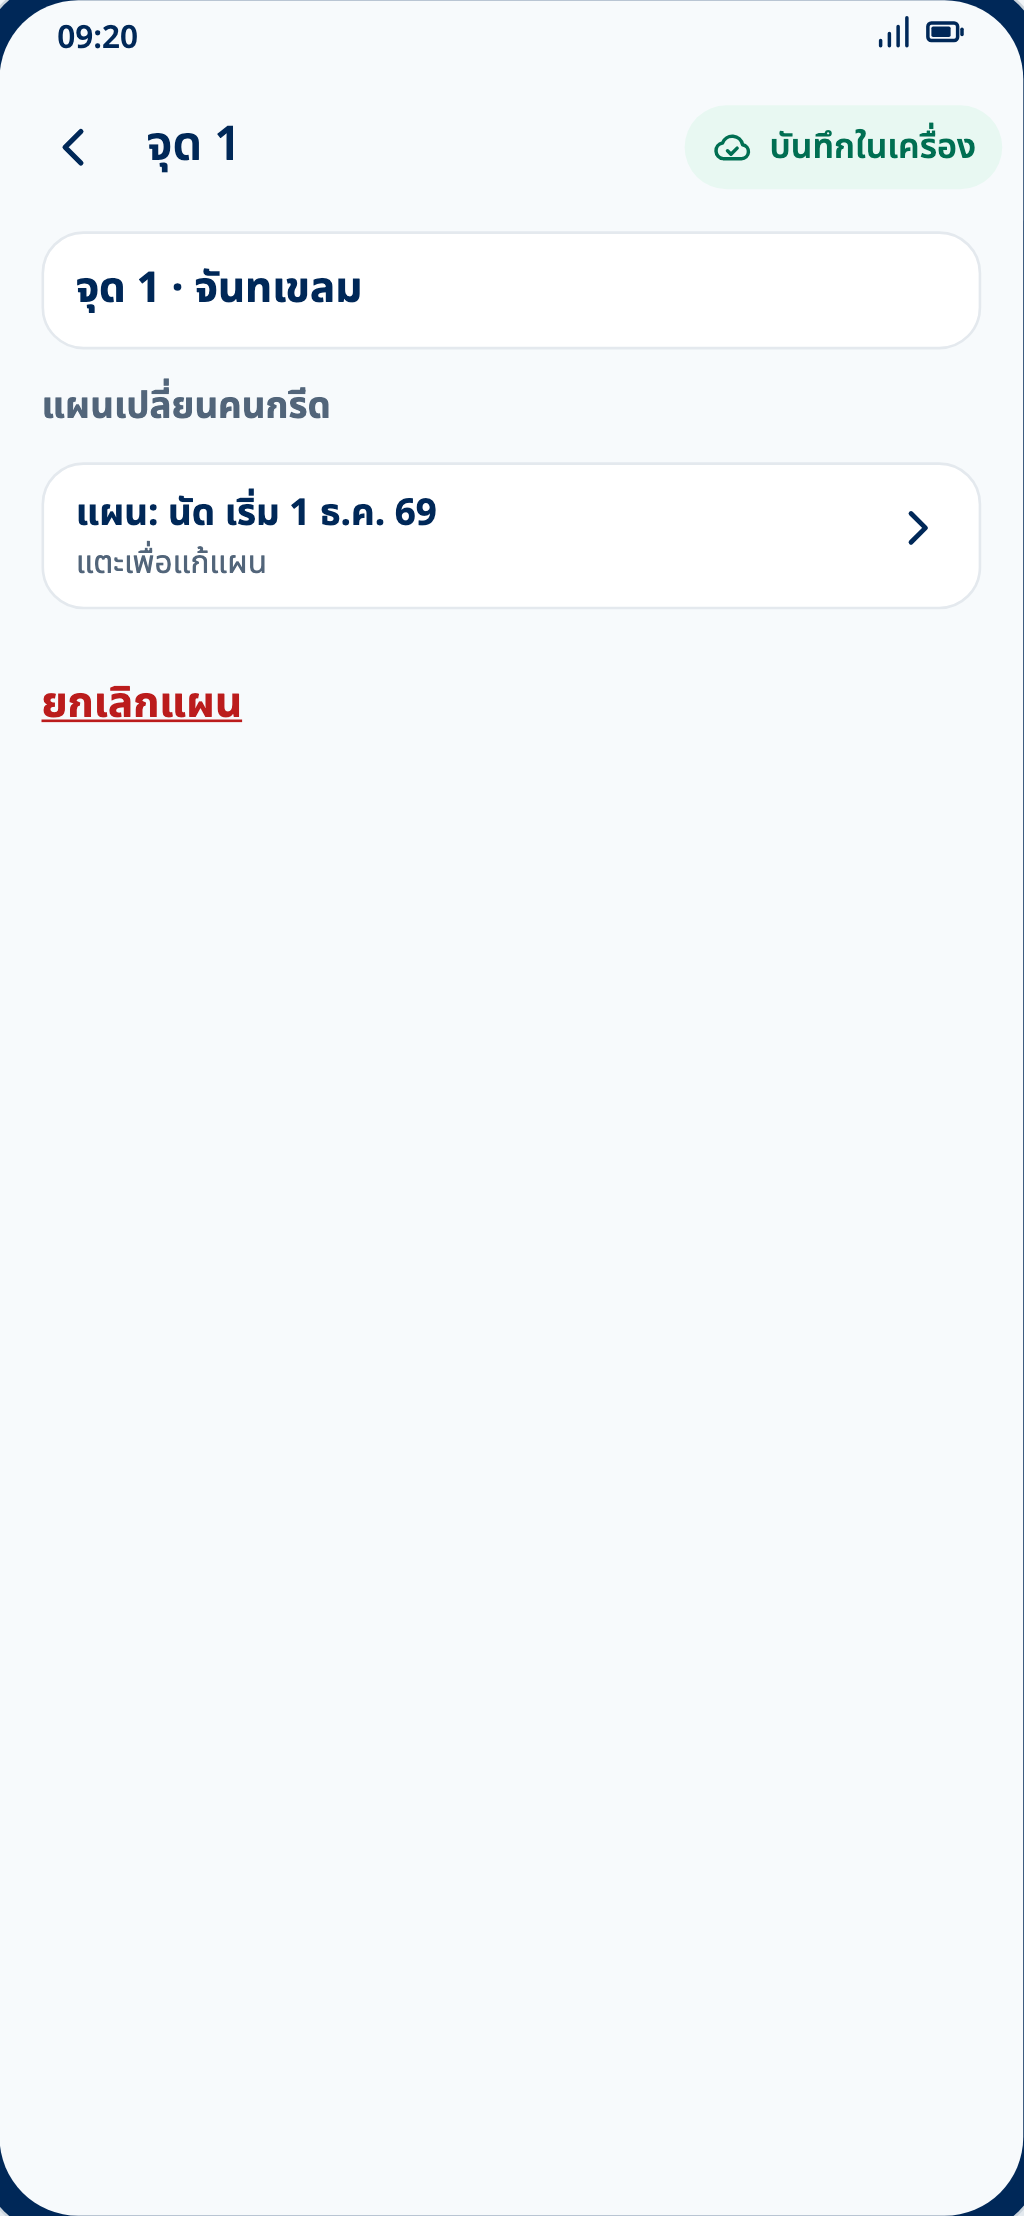 09:20
จุด 1
บันทึกในเครื่อง
จุด 1 · จันทเขลม
แผนเปลี่ยนคนกรีด
แผน: นัด เริ่ม 1 ธ.ค. 69
แตะเพื่อแก้แผน
ยกเลิกแผน